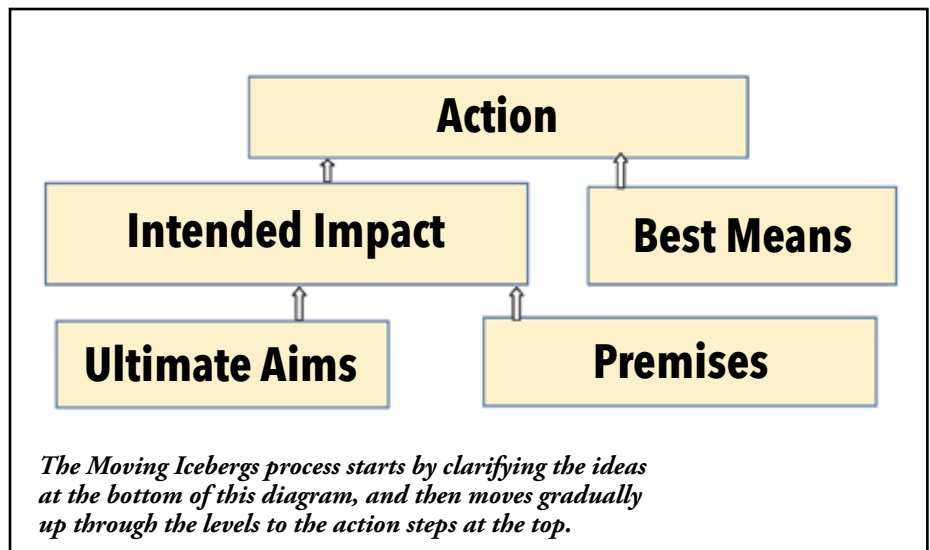 Action
Intended Impact
Best Means
Ultimate Aims
Premises
The Moving Icebergs process starts by clarifying the ideas
at the bottom of this diagram, and then moves gradually
up through the levels to the action steps at the top.